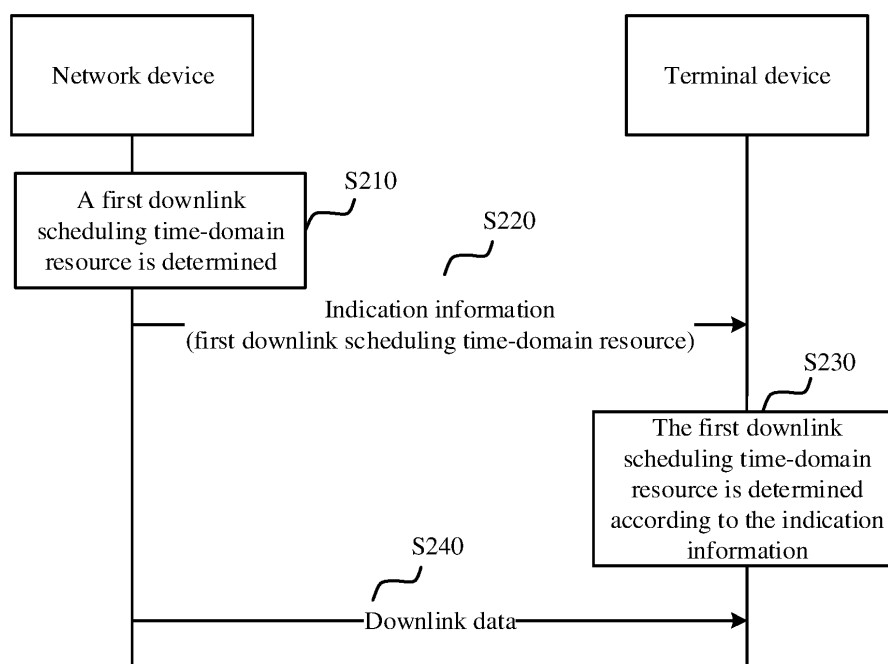 Network device
Terminal device
A first downlink
scheduling time-domain
resource is determined
S210
S220
Indication information
(first downlink scheduling time-domain resource)
S230
The first downlink
scheduling time-domain
resource is determined
according to the indication
information
S240
Downlink data